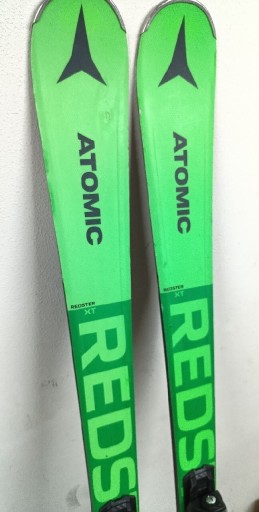 ATOMIC
REDSTER
XT
REDS
ATOMIC
REDSTER
XT
REDS